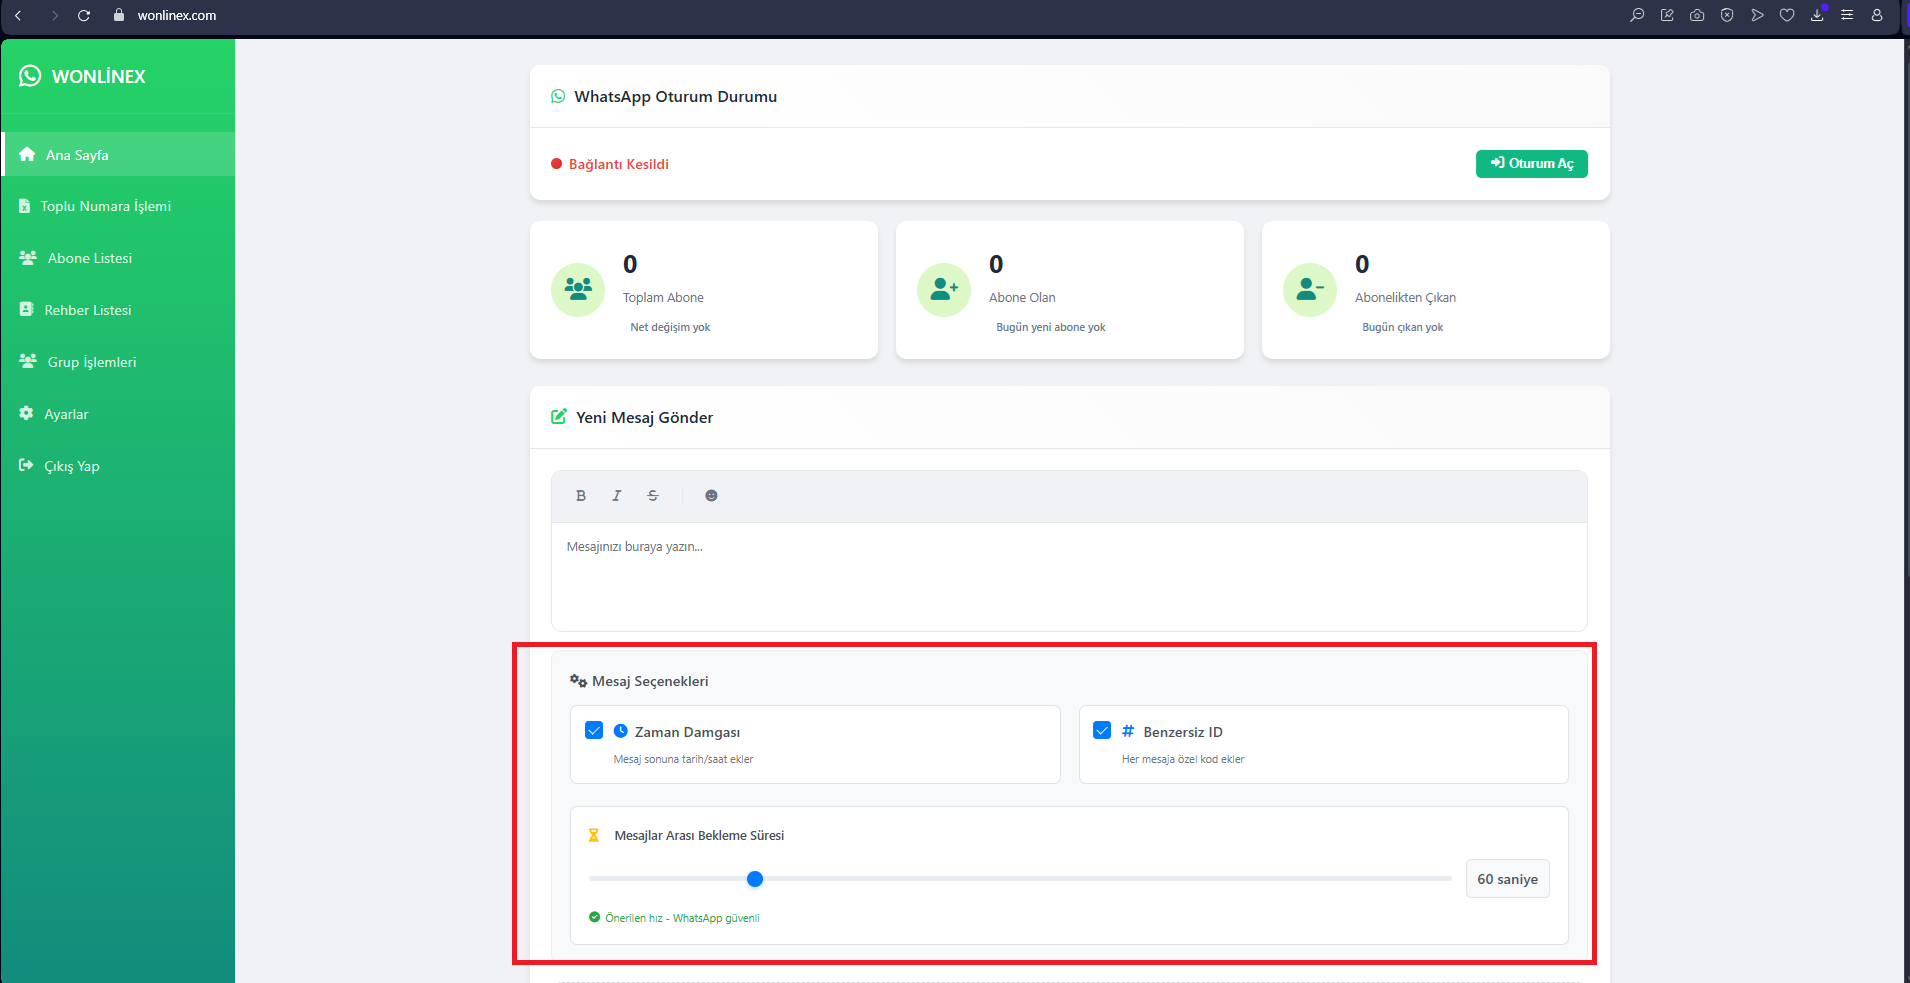 wonlinex.com
WONLİNEX
Ana Sayfa
Toplu Numara İşlemi
Abone Listesi
Rehber Listesi
Grup İşlemleri
Ayarlar
Çıkış Yap
WhatsApp Oturum Durumu
Bağlantı Kesildi
Oturum Aç
0
Toplam Abone
Net değişim yok
0
Abone Olan
Bugün yeni abone yok
0
Abonelikten Çıkan
Bugün çıkan yok
Yeni Mesaj Gönder
B I S
Mesajınızı buraya yazın...
Mesaj Seçenekleri
Zaman Damgası
Mesaj sonuna tarih/saat ekler
# Benzersiz ID
Her mesaja özel kod ekler
Mesajlar Arası Bekleme Süresi
60 saniye
Önerilen hız - WhatsApp güvenli